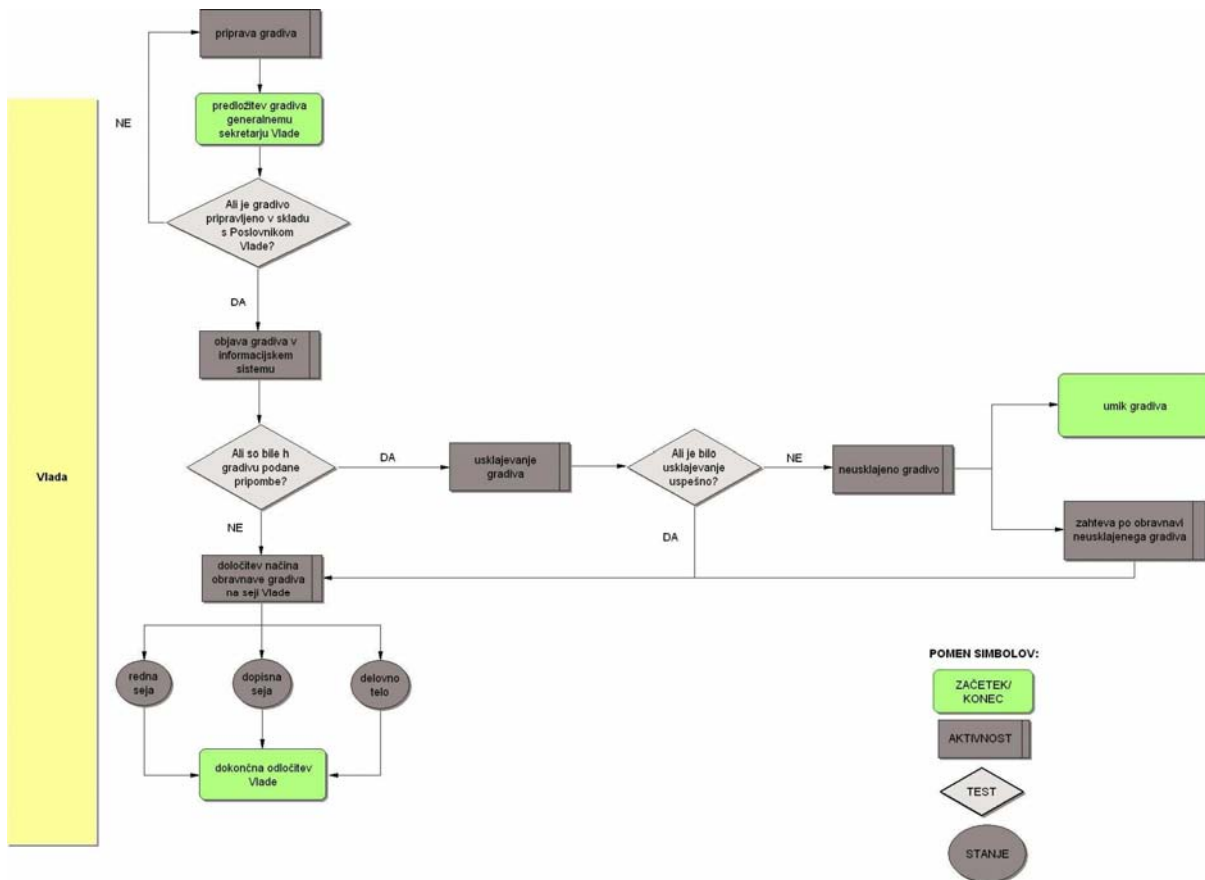 priprava gradiva
predložitev gradiva
generalnemu
sekretarju Vlade
NE
Ali je gradivo
pripravljeno v skladu
s Poslovnikom
Vlade?
DA
objava gradiva v
informacijskem
sistemu
Ali so bile h
gradivu podane
pripombe?
DA
usklajevanje
gradiva
Ali je bilo
usklajevanje
uspešno?
NE
neusklajeno gradivo
umik gradiva
zahteva po obravnavi
neusklajenega gradiva
Vlada
NE
DA
določitev načina
obravnave gradiva
na seji Vlade
redna
seja
dopisna
seja
delovno
telo
dokončna odločitev
Vlade
POMEN SIMBOLOV:
ZAČETEK/
KONEC
AKTIVNOST
TEST
STANJE